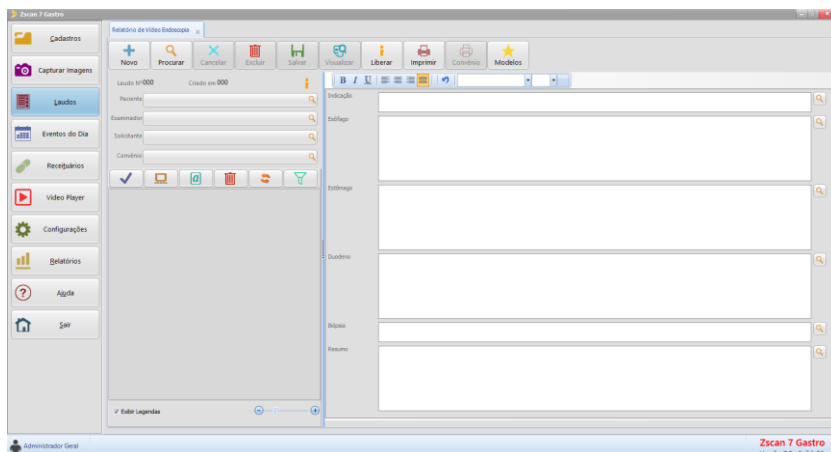 Zscan 7 Gastro
Cadastros
Capturar Imagens
Laudos
Eventos do Dia
Receituários
Video Player
Configurações
Relatórios
Ajuda
Sair
Relatório de Vídeo Endoscopia
Novo Procurar Cancelar Excluir Salvar Visualizar Liberar Imprimir Convênio Modelos
Laudo Nº000 Criado em 000
Paciente
Examinador
Solicitante
Convênio
B I U
Indicação
Esôfago
Estômago
Duodeno
Biópsia
Resumo
Exibir Legendas
Administrador Geral
Zscan 7 Gastro